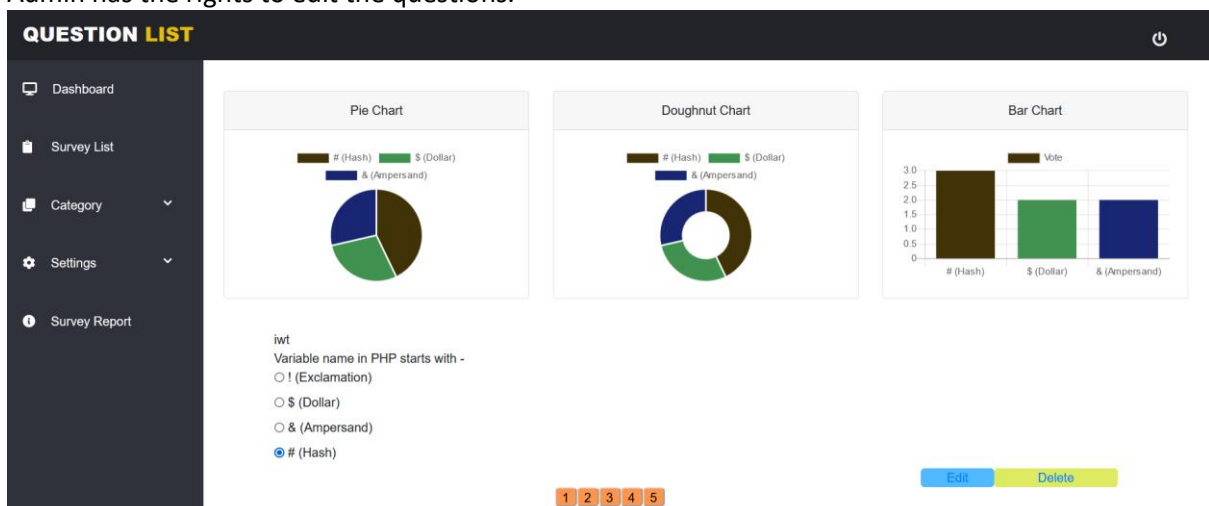 Admin has the rights to edit the questions.
QUESTION LIST
Dashboard
Survey List
Category
Settings
Survey Report
Pie Chart
# (Hash) $ (Dollar)
& (Ampersand)
Doughnut Chart
# (Hash) $ (Dollar)
& (Ampersand)
Bar Chart
Vote
3.0
2.5
2.0
1.5
1.0
0.5
0
# (Hash) $ (Dollar) & (Ampersand)
iwt
Variable name in PHP starts with -
! (Exclamation)
$ (Dollar)
& (Ampersand)
# (Hash)
Edit Delete
1 2 3 4 5